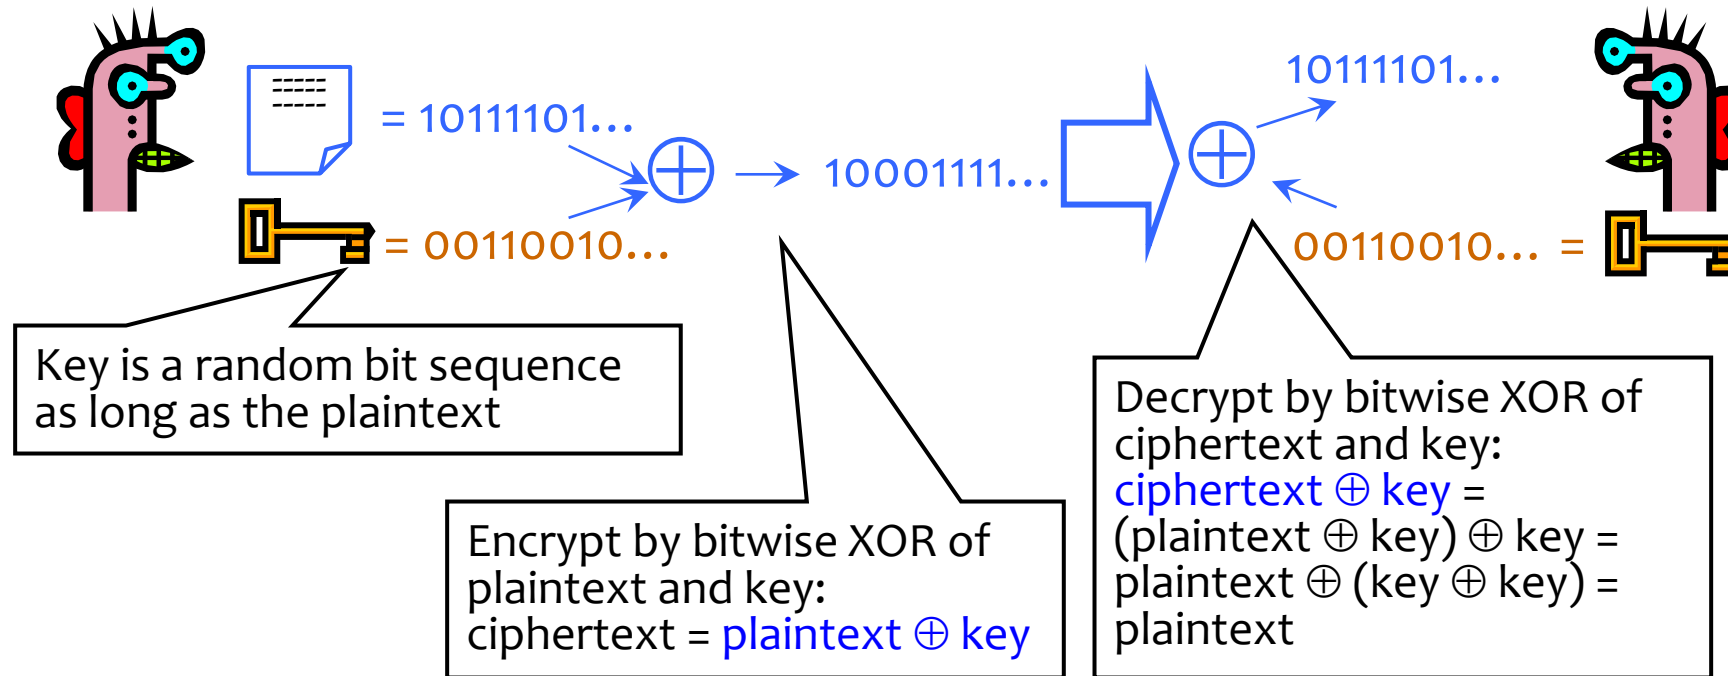 = 10111101...
= 00110010...
10001111...
10111101...
00110010... =
Key is a random bit sequence
as long as the plaintext
Encrypt by bitwise XOR of
plaintext and key:
ciphertext = plaintext ⊕ key
Decrypt by bitwise XOR of
ciphertext and key:
ciphertext ⊕ key =
(plaintext ⊕ key) ⊕ key =
plaintext ⊕ (key ⊕ key) =
plaintext